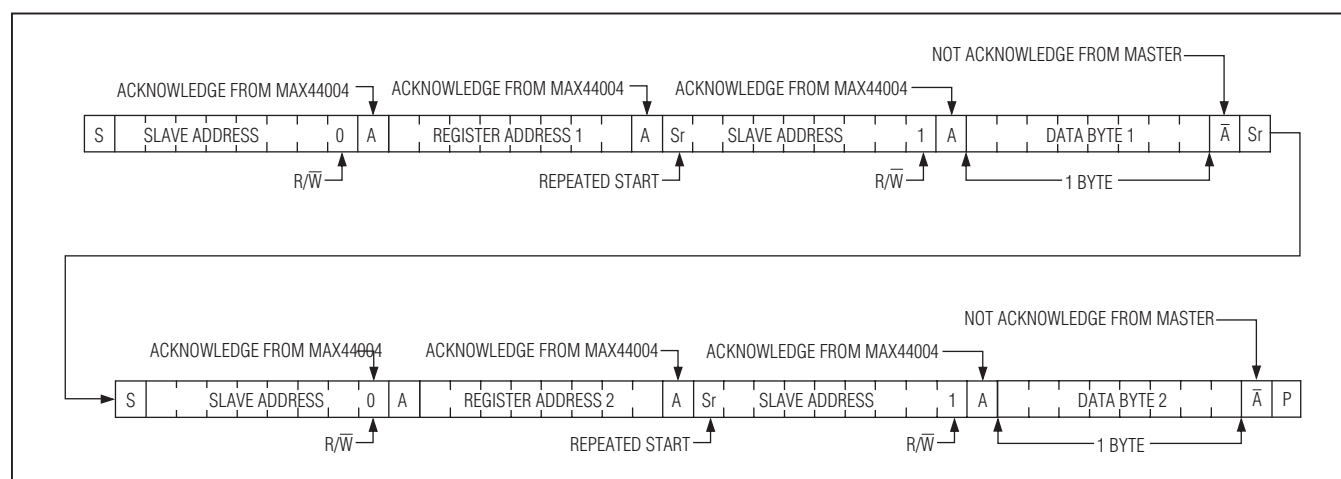 NOT ACKNOWLEDGE FROM MASTER
ACKNOWLEDGE FROM MAX44004 ACKNOWLEDGE FROM MAX44004 ACKNOWLEDGE FROM MAX44004
S SLAVE ADDRESS 0 A REGISTER ADDRESS 1 A Sr SLAVE ADDRESS 1 A DATA BYTE 1 A̅ Sr
R/W̅ REPEATED START R/W̅ 1 BYTE
NOT ACKNOWLEDGE FROM MASTER
ACKNOWLEDGE FROM MAX44004 ACKNOWLEDGE FROM MAX44004 ACKNOWLEDGE FROM MAX44004
S SLAVE ADDRESS 0 A REGISTER ADDRESS 2 A Sr SLAVE ADDRESS 1 A DATA BYTE 2 A̅ P
R/W̅ REPEATED START R/W̅ 1 BYTE